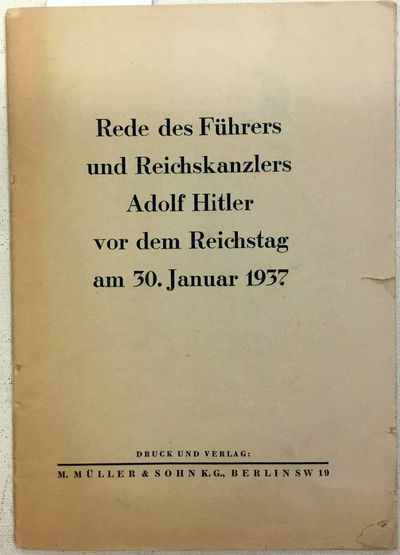 Rede des Führers
und Reichskanzlers
Adolf Hitler
vor dem Reichstag
am 30. Januar 1937
DRUCK UND VERLAG:
M. MÜLLER & SOHN K.G., BERLIN SW 19